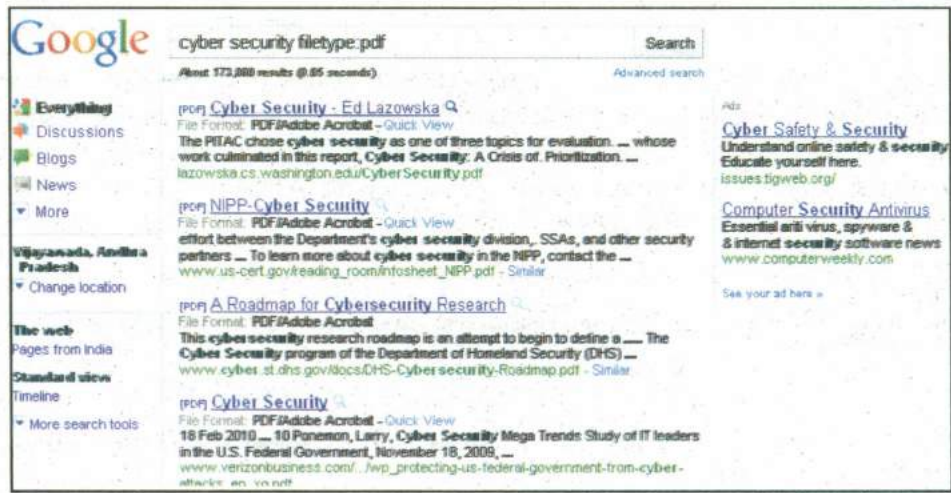 Google
cyber security filetype:pdf
Search
About 173,000 results (0.05 seconds)
Advanced search
Everything
Discussions
Blogs
News
More
Vijayawada, Andhra
Pradesh
Change location
The web
Pages from India
Standard view
Timeline
More search tools
[PDF] Cyber Security - Ed Lazowska
File Format: PDF/Adobe Acrobat - Quick View
The PITAC chose cyber security as one of three topics for evaluation. ... whose
work culminated in this report, Cyber Security: A Crisis of. Prioritization. ...
lazowska.cs.washington.edu/CyberSecurity.pdf
[PDF] NIPP-Cyber Security
File Format: PDF/Adobe Acrobat - Quick View
effort between the Department's cyber security division, SSAs, and other security
partners ... To learn more about cyber security in the NIPP, contact the ...
www.us-cert.gov/reading_room/infosheet_NIPP.pdf - Similar
[PDF] A Roadmap for Cybersecurity Research
File Format: PDF/Adobe Acrobat
This cybersecurity research roadmap is an attempt to begin to define a ..... The
Cyber Security program of the Department of Homeland Security (DHS) ...
www.cyber.st.dhs.gov/docs/DHS-Cybersecurity-Roadmap.pdf - Similar
[PDF] Cyber Security
File Format: PDF/Adobe Acrobat - Quick View
18 Feb 2010 ... 10 Ponemon, Larry, Cyber Security Mega Trends Study of IT leaders
in the U.S. Federal Government, November 18, 2009, ...
www.verizonbusiness.com/.../wp_protecting-us-federal-government-from-cyber-
attacks_en_xg.pdf
Ads
Cyber Safety & Security
Understand online safety & security
Educate yourself here.
issues.tigweb.org/
Computer Security Antivirus
Essential anti virus, spyware &
& internet security software news
www.computerweekly.com
See your ad here »